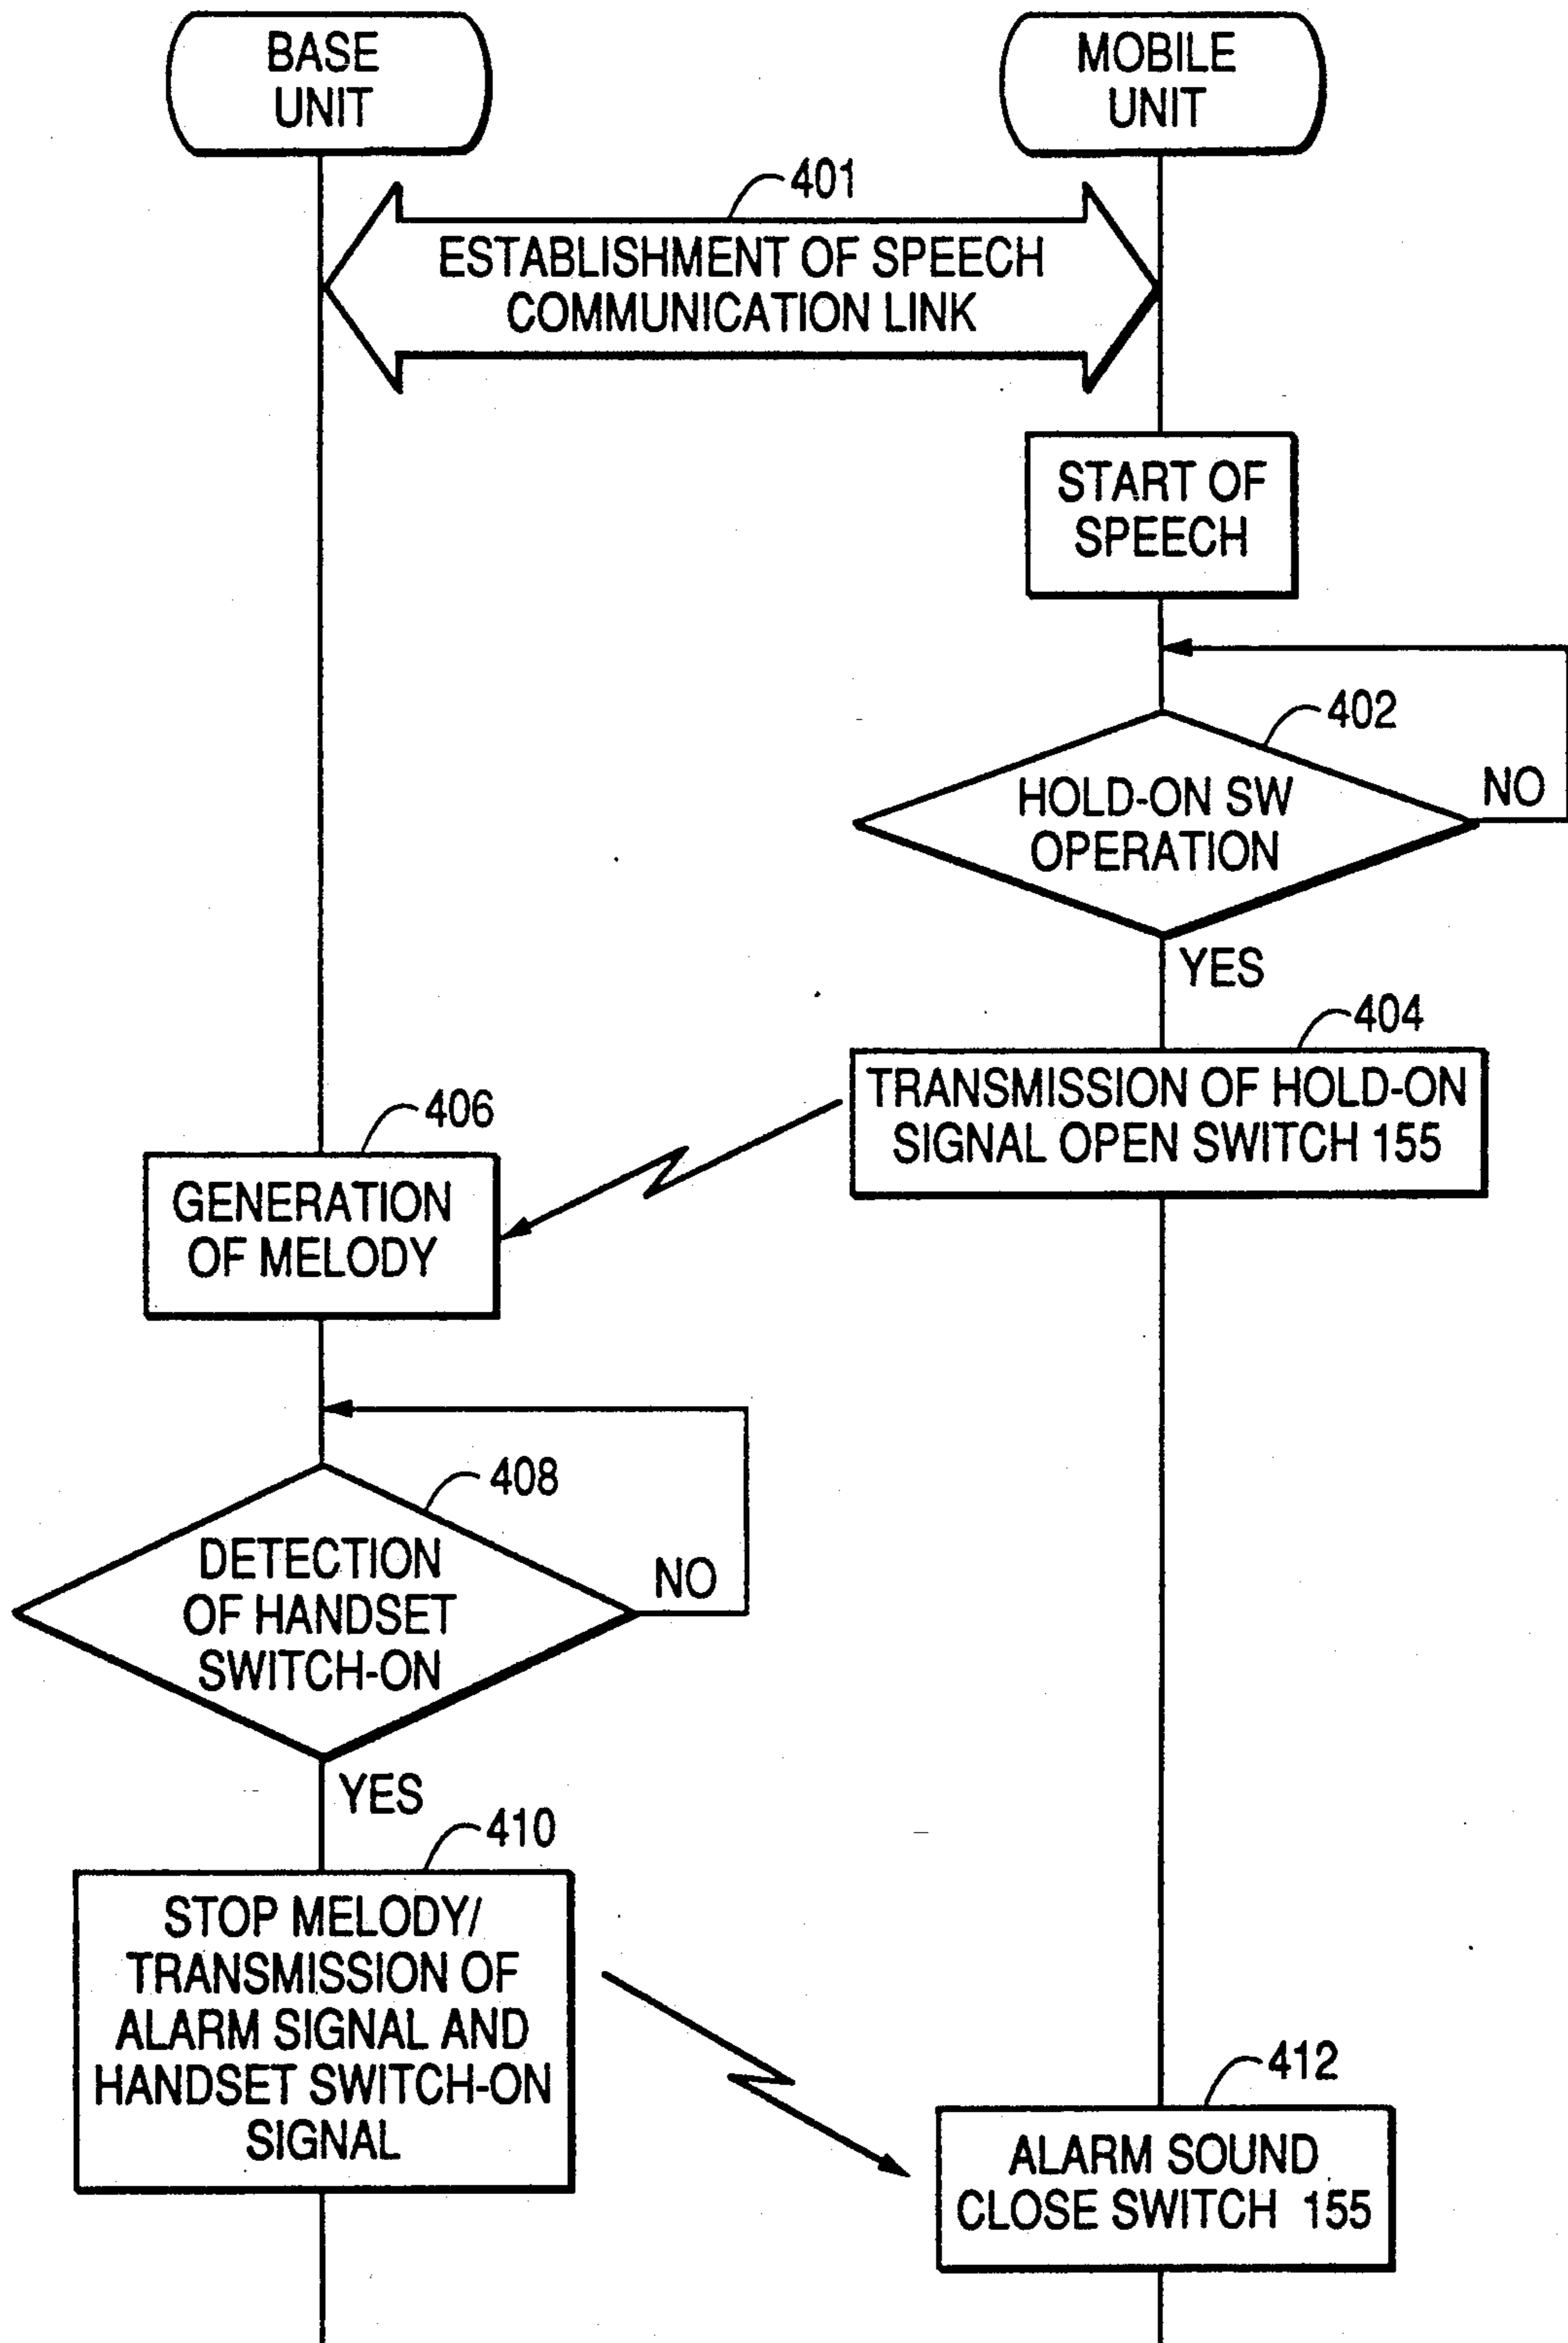 BASE
UNIT
MOBILE
UNIT
401
ESTABLISHMENT OF SPEECH
COMMUNICATION LINK
START OF
SPEECH
402
HOLD-ON SW
OPERATION
NO
YES
404
TRANSMISSION OF HOLD-ON
SIGNAL OPEN SWITCH 155
406
GENERATION
OF MELODY
408
DETECTION
OF HANDSET
SWITCH-ON
NO
YES
410
STOP MELODY/
TRANSMISSION OF
ALARM SIGNAL AND
HANDSET SWITCH-ON
SIGNAL
412
ALARM SOUND
CLOSE SWITCH 155